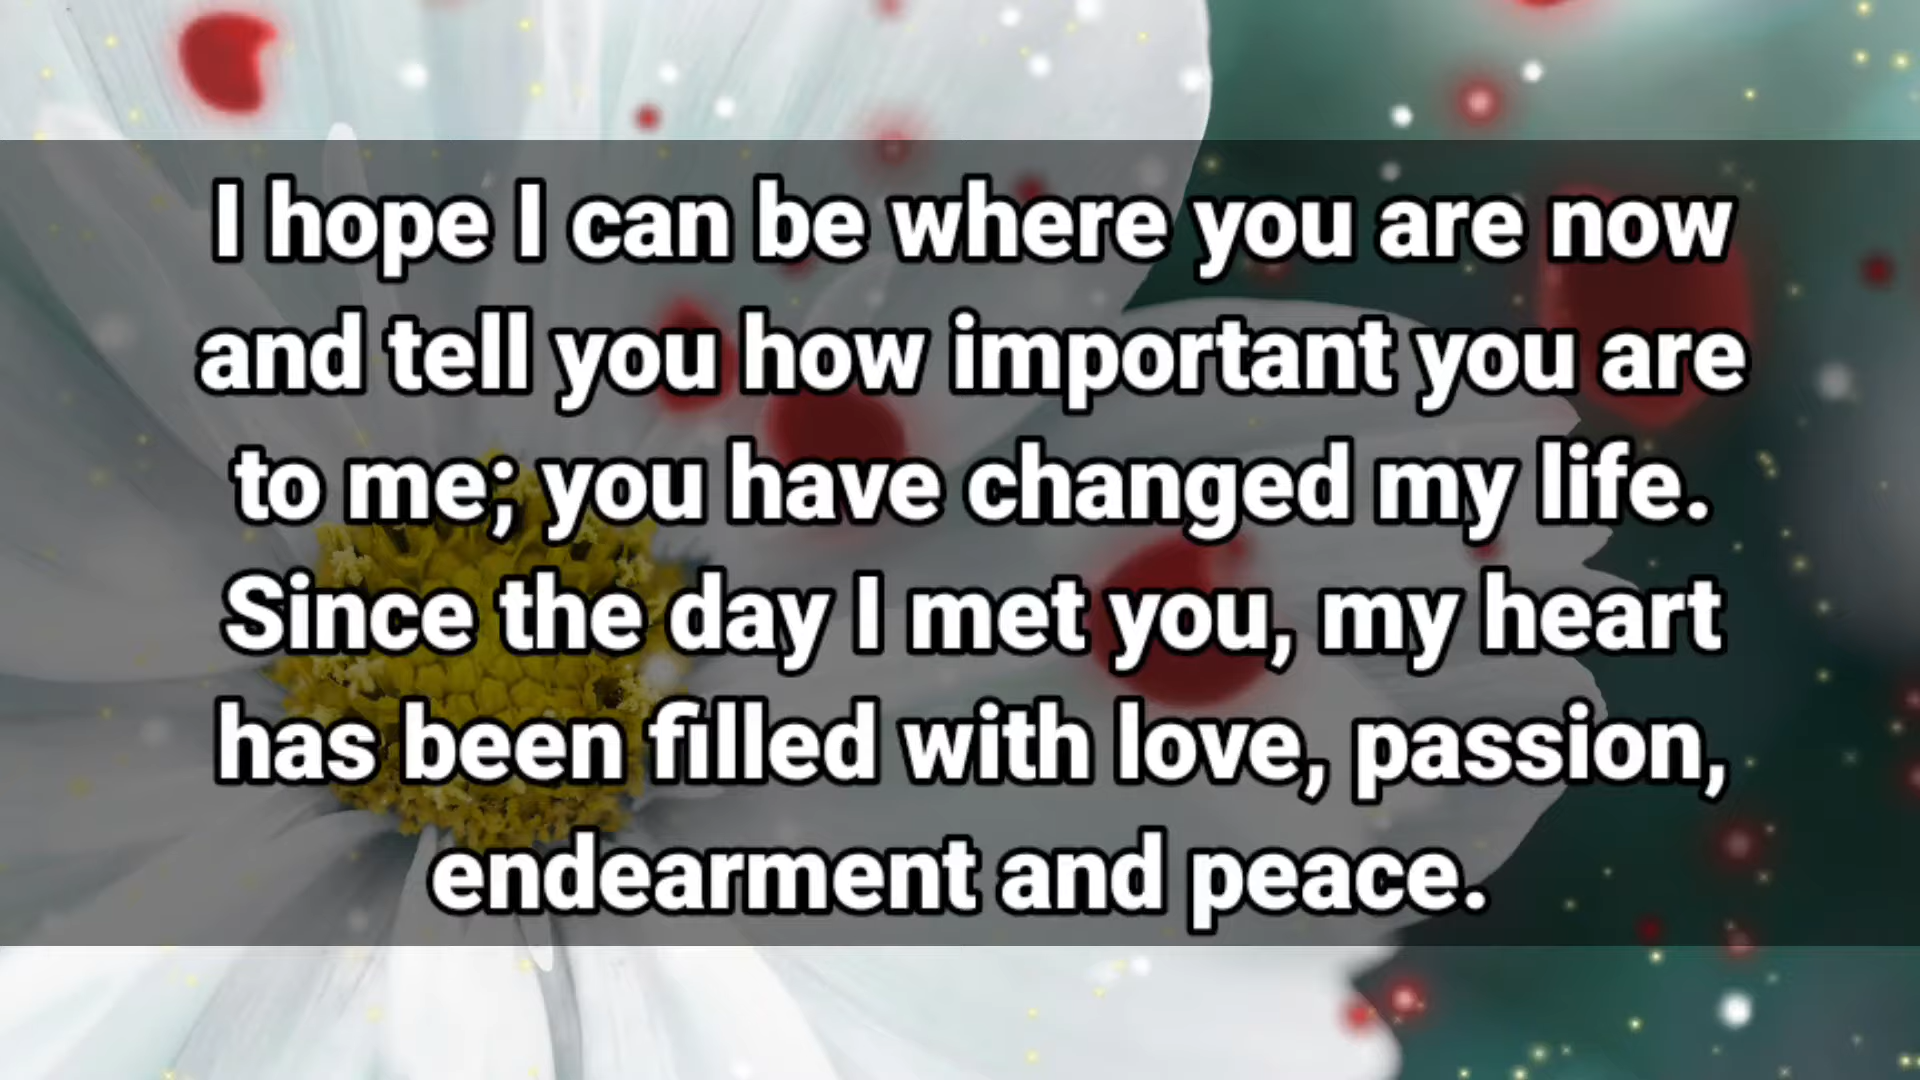 I hope I can be where you are now
and tell you how important you are
to me; you have changed my life.
Since the day I met you, my heart
has been filled with love, passion,
endearment and peace.